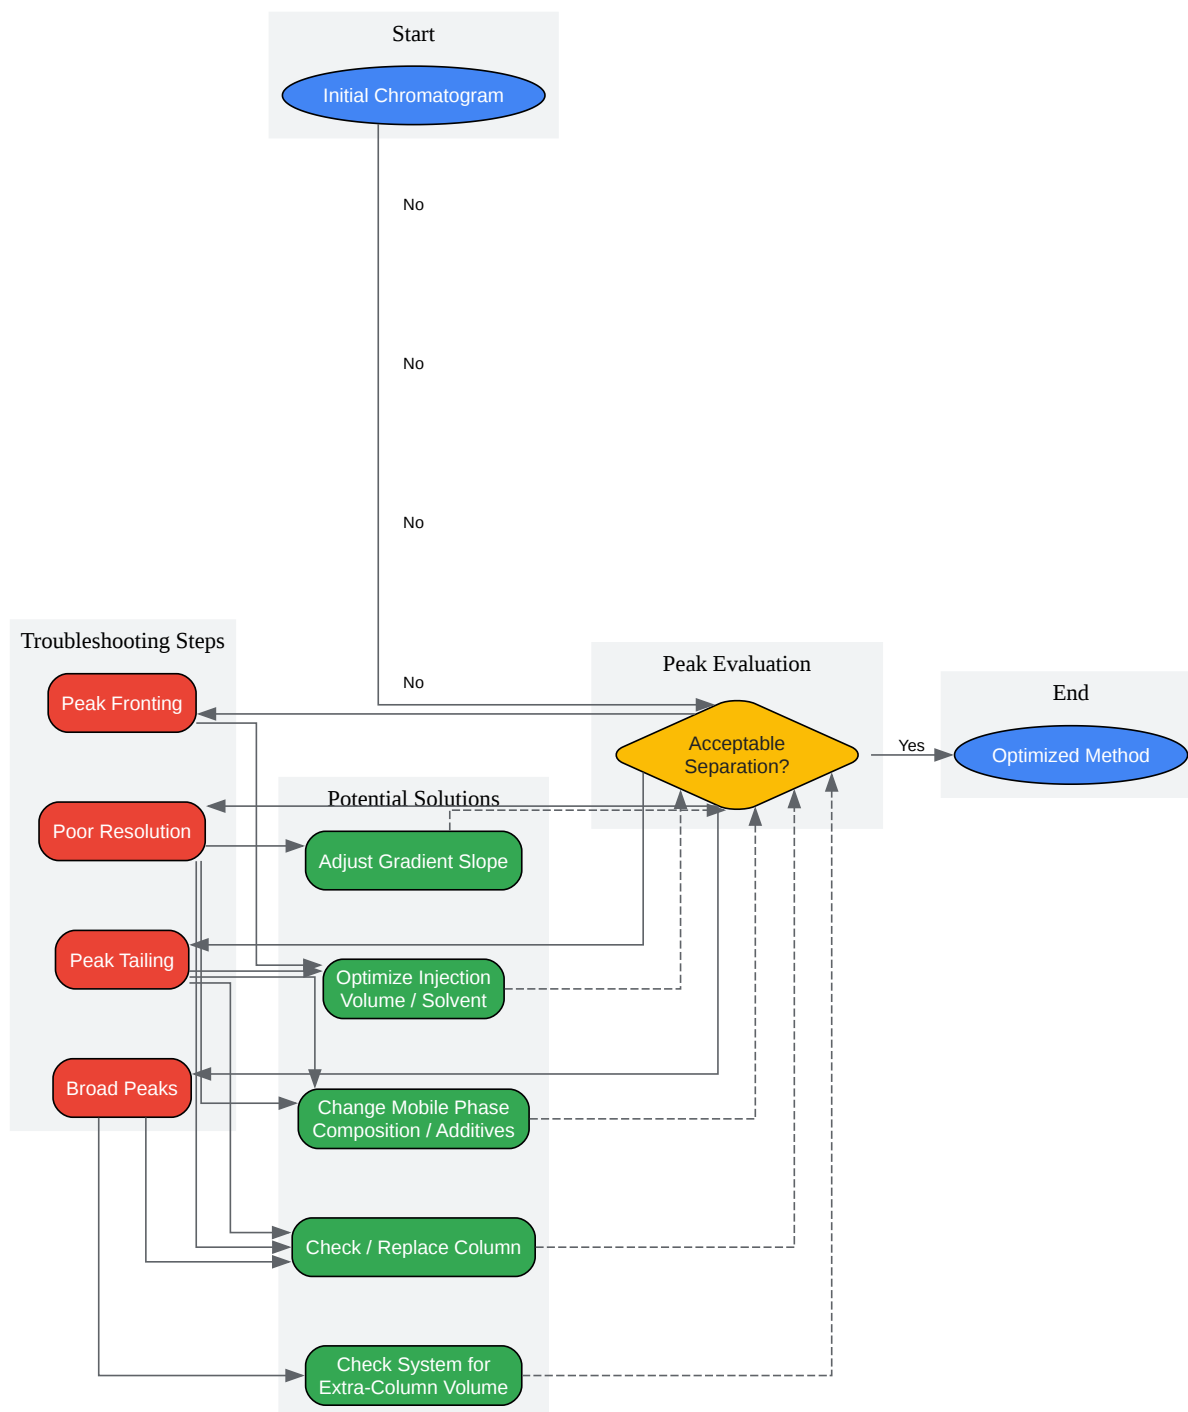 Start
Initial Chromatogram
No
No
No
No
Troubleshooting Steps
Peak Fronting
Poor Resolution
Peak Tailing
Broad Peaks
Potential Solutions
Adjust Gradient Slope
Optimize Injection
Volume / Solvent
Change Mobile Phase
Composition / Additives
Check / Replace Column
Check System for
Extra-Column Volume
Peak Evaluation
Acceptable
Separation?
Yes
End
Optimized Method